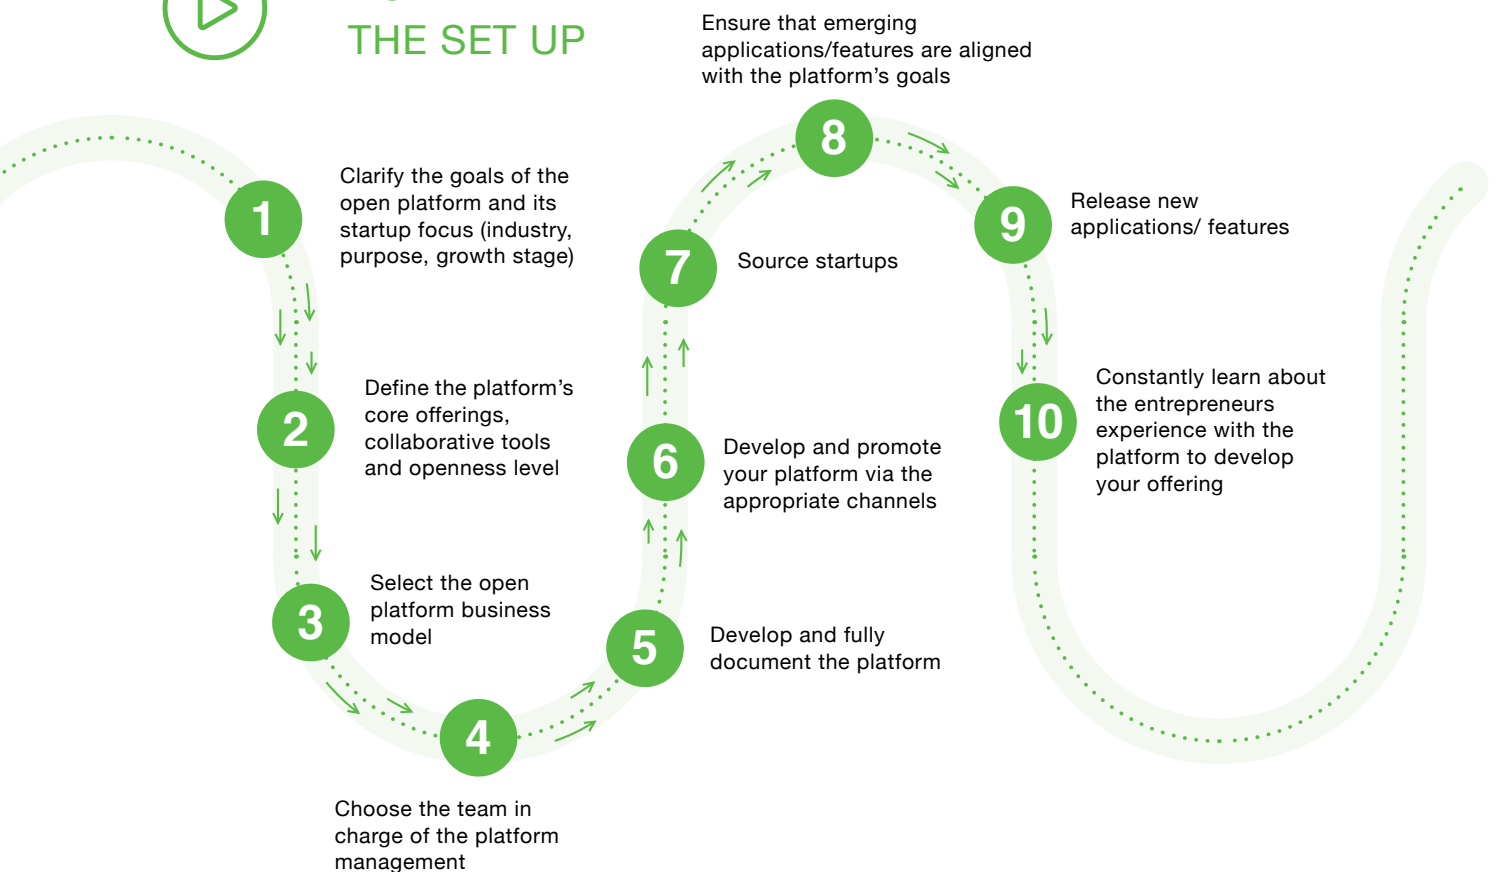 THE SET UP
1
Clarify the goals of the
open platform and its
startup focus (industry,
purpose, growth stage)
2
Define the platform's
core offerings,
collaborative tools
and openness level
3
Select the open
platform business
model
4
Choose the team in
charge of the platform
management
5
Develop and fully
document the platform
6
Develop and promote
your platform via the
appropriate channels
7
Source startups
8
Ensure that emerging
applications/features are aligned
with the platform's goals
9
Release new
applications/ features
10
Constantly learn about
the entrepreneurs
experience with the
platform to develop
your offering